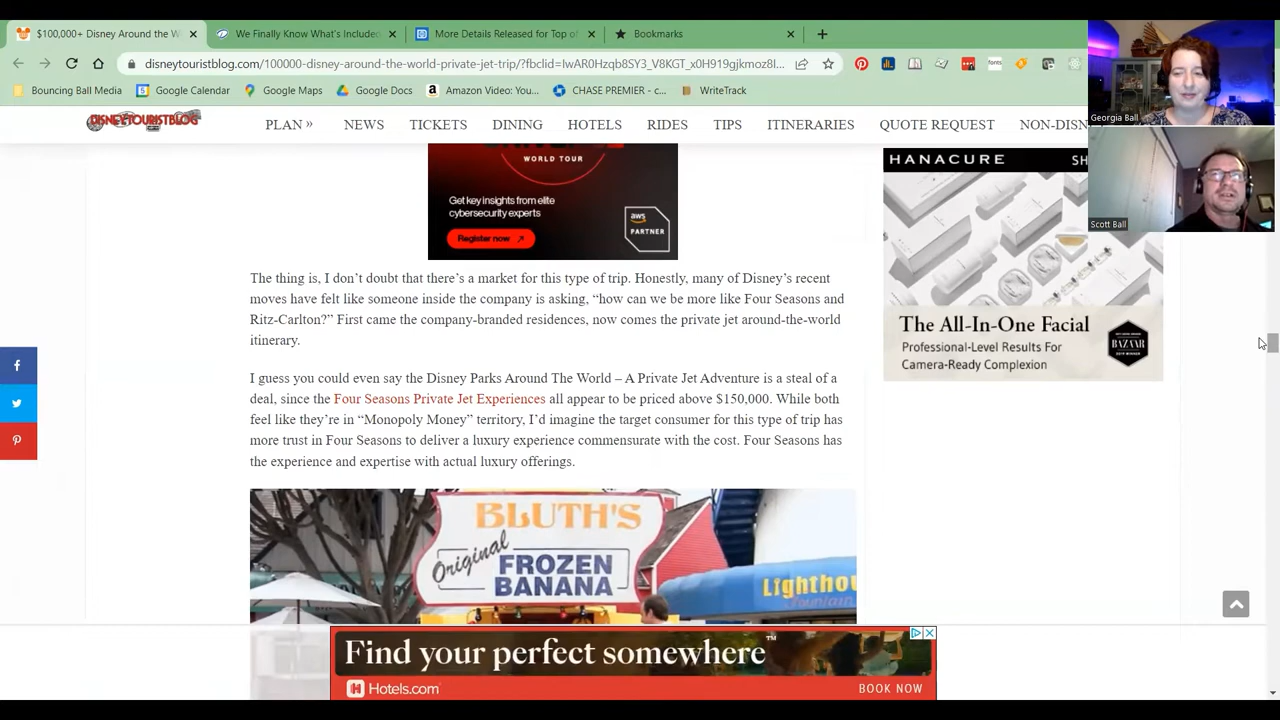 $100,000+ Disney Around the W
We Finally Know What's Included
More Details Released for Top of
Bookmarks
disneytouristblog.com/100000-disney-around-the-world-private-jet-trip/?fbclid=IwAR0Hzqb8SY3_V8KGT_x0H919gjkmoz8l...
Bouncing Ball Media
Google Calendar
Google Maps
Google Docs
Amazon Video: You...
CHASE PREMIER - c...
WriteTrack
DISNEYTOURISTBLOG
PLAN »
NEWS
TICKETS
DINING
HOTELS
RIDES
TIPS
ITINERARIES
QUOTE REQUEST
NON-DISN
Georgia Ball
Scott Ball
WORLD TOUR
Get key insights from elite
cybersecurity experts
Register now
aws
PARTNER
HANACURE
SH
The All-In-One Facial
Professional-Level Results For
Camera-Ready Complexion
BAZAAR
The thing is, I don't doubt that there's a market for this type of trip. Honestly, many of Disney's recent
moves have felt like someone inside the company is asking, “how can we be more like Four Seasons and
Ritz-Carlton?” First came the company-branded residences, now comes the private jet around-the-world
itinerary.
I guess you could even say the Disney Parks Around The World – A Private Jet Adventure is a steal of a
deal, since the Four Seasons Private Jet Experiences all appear to be priced above $150,000. While both
feel like they're in “Monopoly Money” territory, I'd imagine the target consumer for this type of trip has
more trust in Four Seasons to deliver a luxury experience commensurate with the cost. Four Seasons has
the experience and expertise with actual luxury offerings.
BLUTH'S
Original
FROZEN
BANANA
Lighthou
Fountain
Find your perfect somewhere™
Hotels.com
BOOK NOW